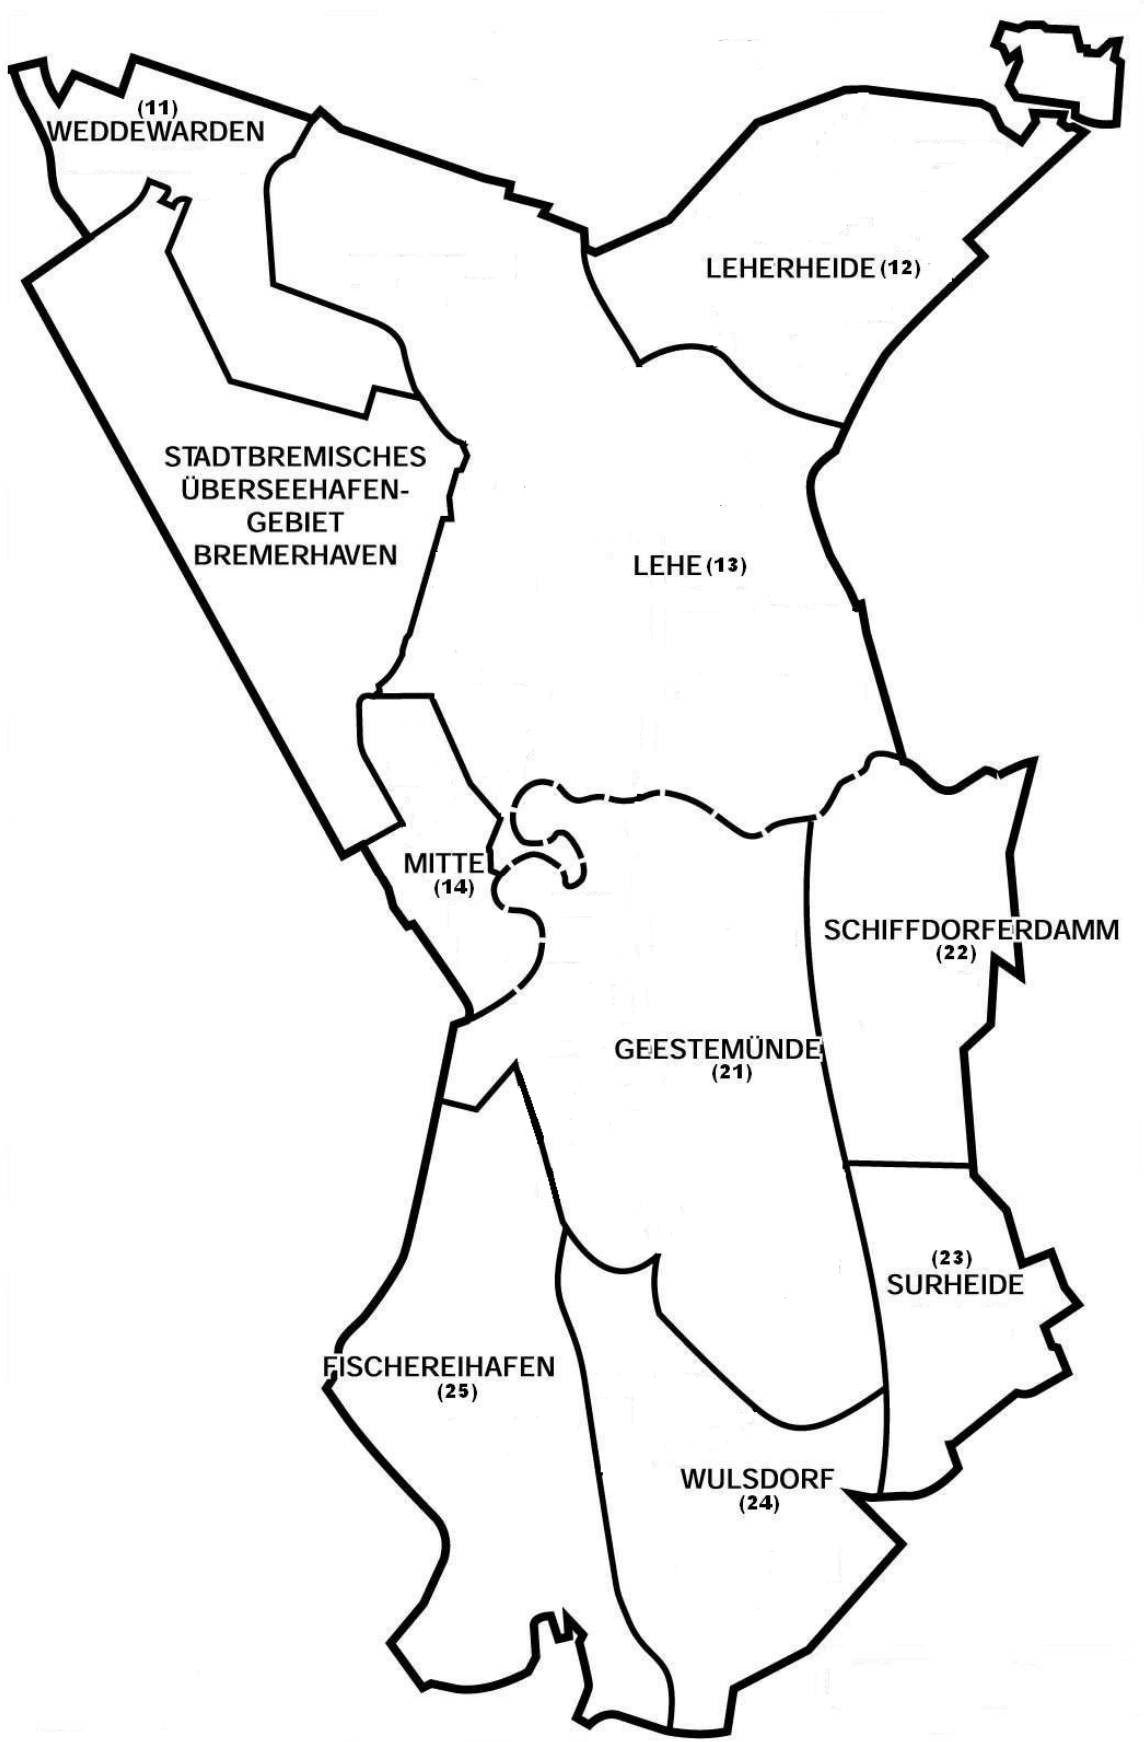 (11)
WEDDEWARDEN
LEHERHEIDE (12)
STADTBREMISCHES
ÜBERSEEHAFEN-
GEBIET
BREMERHAVEN
LEHE (13)
MITTE
(14)
SCHIFFDORFERDAMM
(22)
GEESTEMÜNDE
(21)
(23)
SURHEIDE
FISCHEREIHAFEN
(25)
WULSDORF
(24)